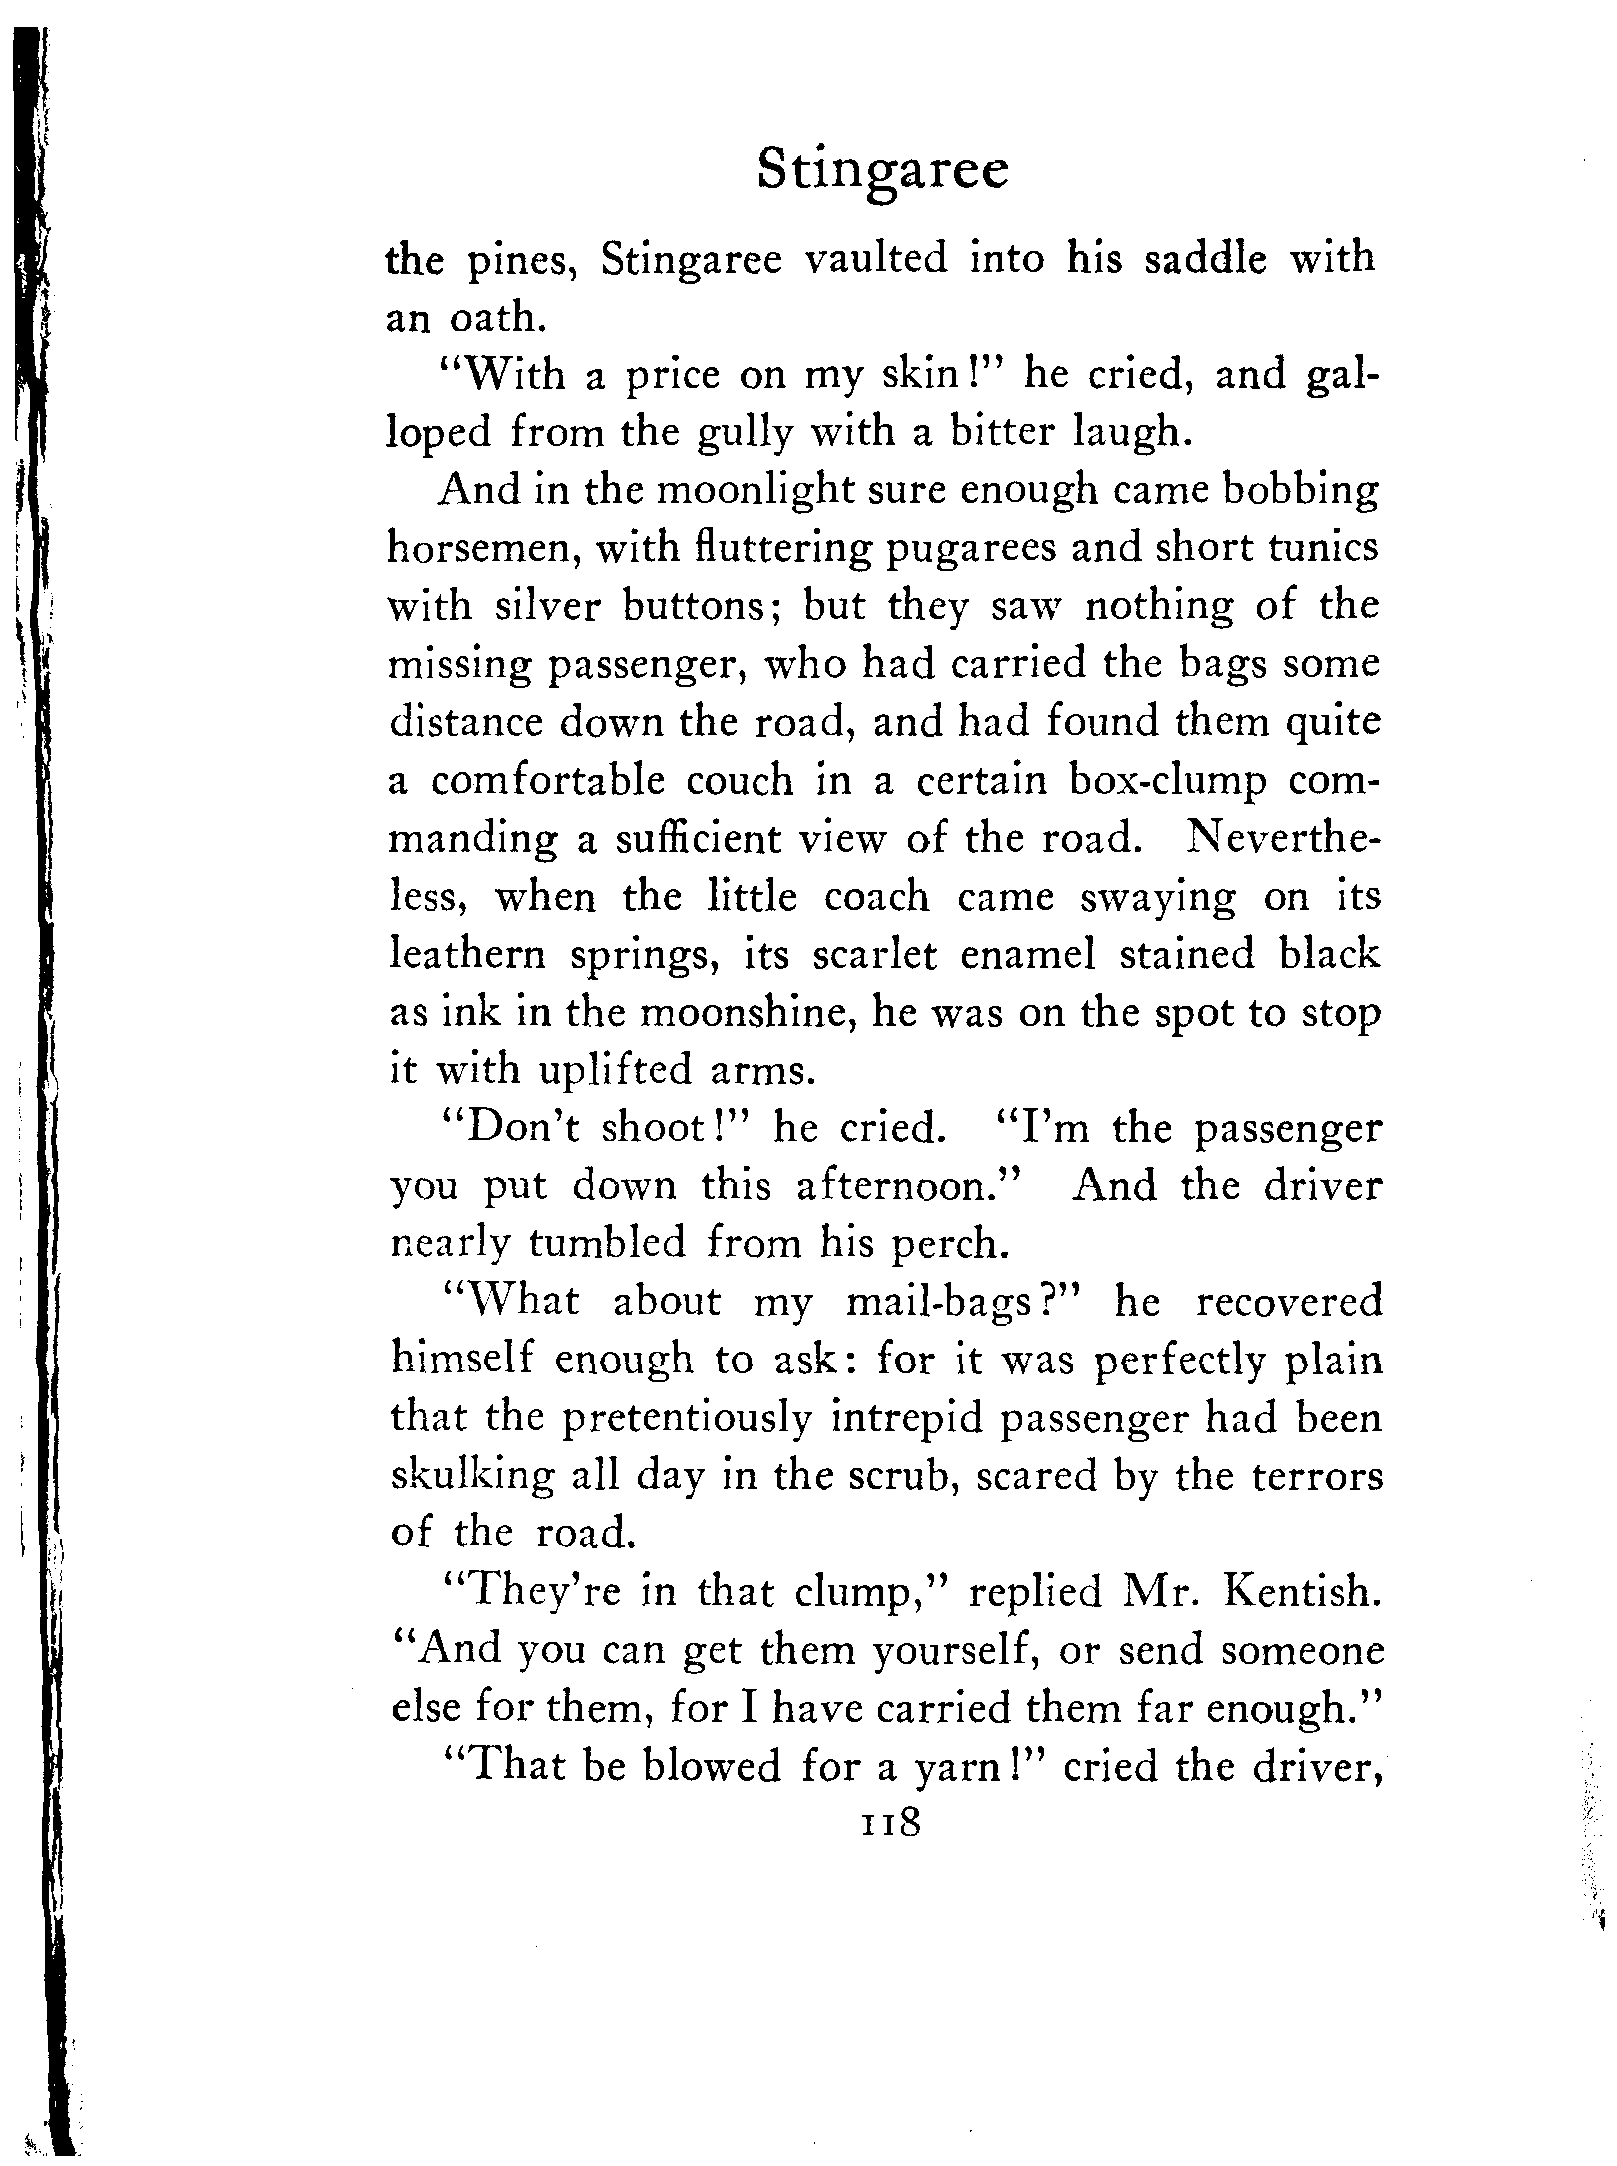 Stingaree
the pines, Stingaree vaulted into his saddle with
an oath.
"With a price on my skin!" he cried, and gal-
loped from the gully with a bitter laugh.
And in the moonlight sure enough came bobbing
horsemen, with fluttering pugarees and short tunics
with silver buttons; but they saw nothing of the
missing passenger, who had carried the bags some
distance down the road, and had found them quite
a comfortable couch in a certain box-clump com-
manding a sufficient view of the road. Neverthe-
less, when the little coach came swaying on its
leathern springs, its scarlet enamel stained black
as ink in the moonshine, he was on the spot to stop
it with uplifted arms.
"Don't shoot!" he cried. "I'm the passenger
you put down this afternoon." And the driver
nearly tumbled from his perch.
"What about my mail-bags?" he recovered
himself enough to ask: for it was perfectly plain
that the pretentiously intrepid passenger had been
skulking all day in the scrub, scared by the terrors
of the road.
"They're in that clump," replied Mr. Kentish.
"And you can get them yourself, or send someone
else for them, for I have carried them far enough."
"That be blowed for a yarn!" cried the driver,
118